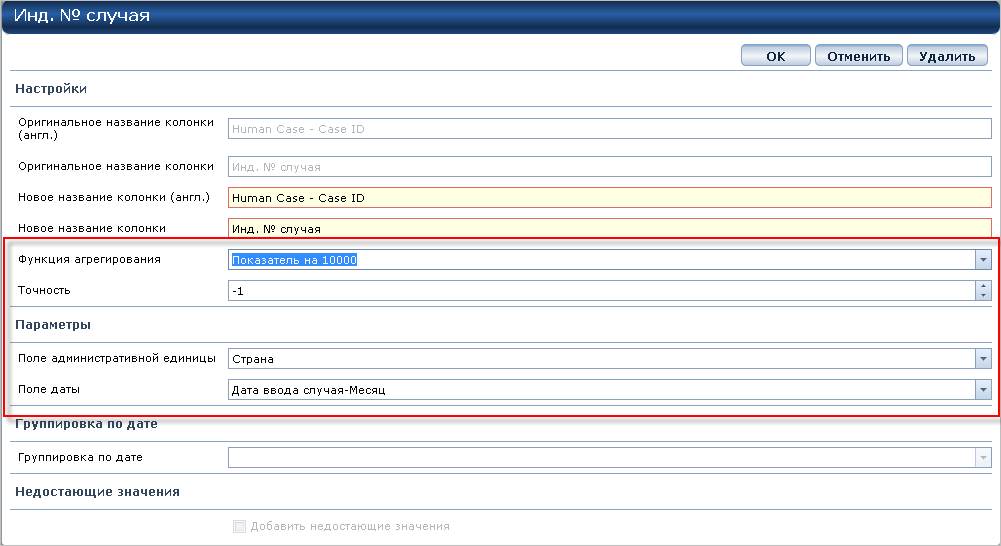 Инд. № случая
ОК Отменить Удалить
Настройки
Оригинальное название колонки
(англ.)
Human Case - Case ID
Оригинальное название колонки
Инд. № случая
Новое название колонки (англ.)
Human Case - Case ID
Новое название колонки
Инд. № случая
Функция агрегирования
Показатель на 10000
Точность
-1
Параметры
Поле административной единицы
Страна
Поле даты
Дата ввода случая-Месяц
Группировка по дате
Группировка по дате
Недостающие значения
Добавить недостающие значения